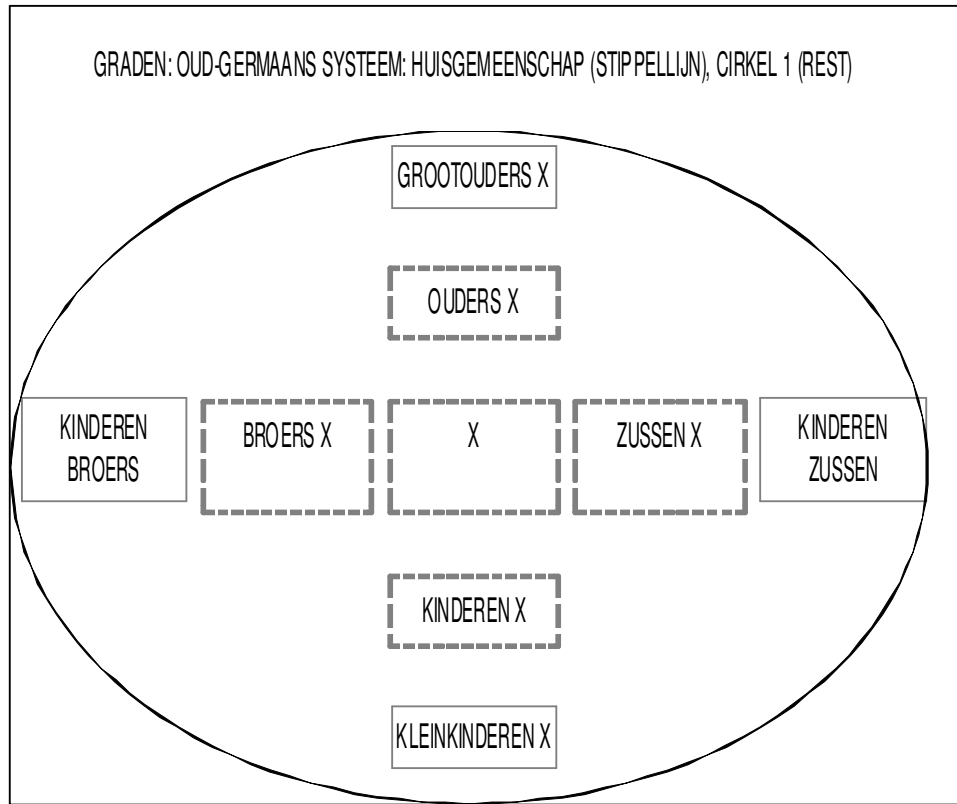 GRADEN: OUD-GERMAANS SYSTEEM: HUISGEMEENSCHAP (STIPPELLIJN), CIRKEL 1 (REST)
GROOTOUDERS X
OUDERS X
KINDEREN
BROERS
BROERS X
X
ZUSSEN X
KINDEREN
ZUSSEN
KINDEREN X
KLEINKINDEREN X